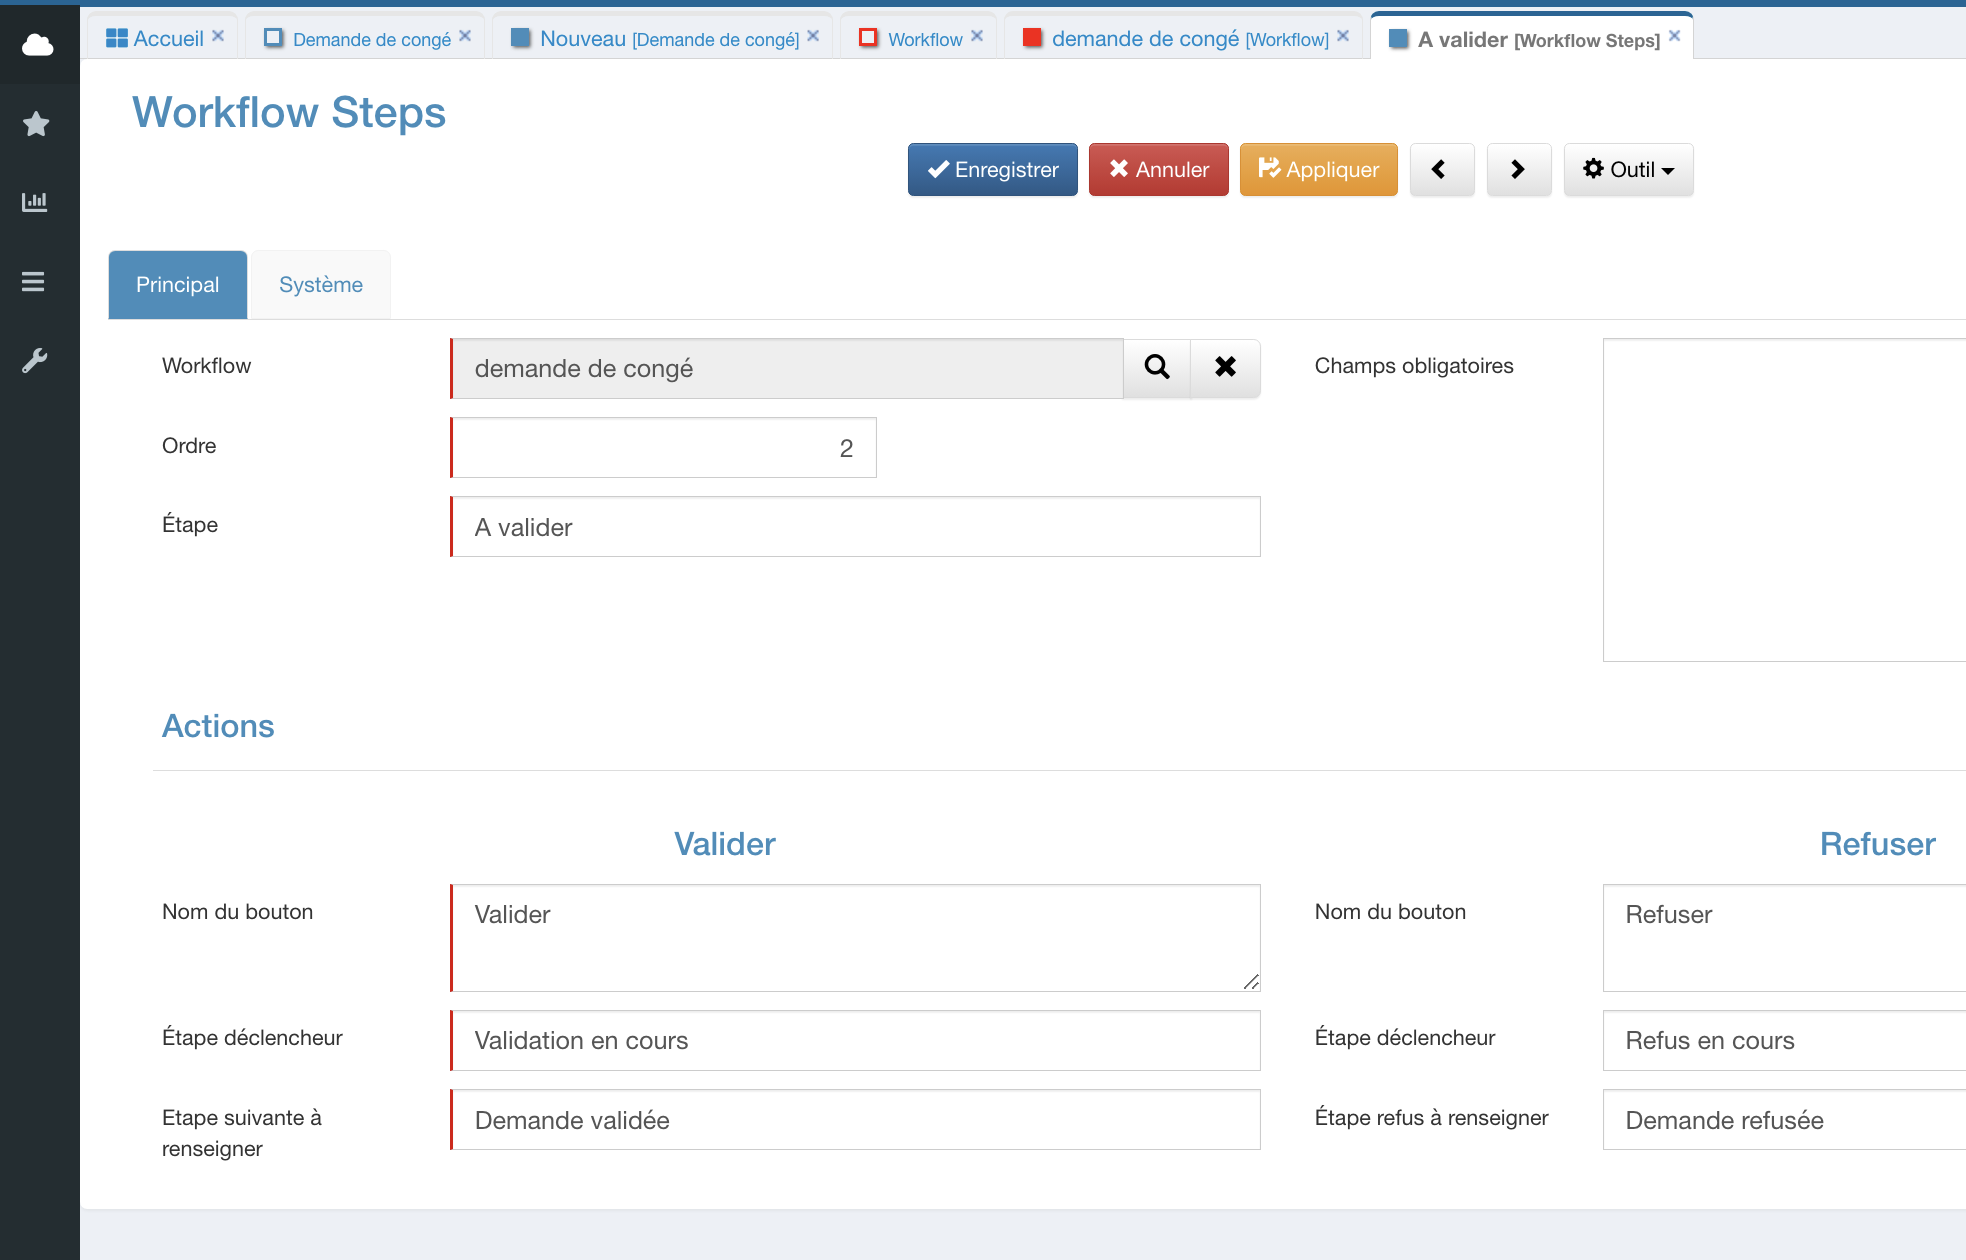 Accueil
Demande de congé
Nouveau [Demande de congé]
Workflow
demande de congé [Workflow]
A valider [Workflow Steps]
Workflow Steps
Enregistrer
Annuler
Appliquer
Outil
Principal
Système
Workflow
demande de congé
Champs obligatoires
Ordre
2
Étape
A valider
Actions
Valider
Refuser
Nom du bouton
Valider
Nom du bouton
Refuser
Étape déclencheur
Validation en cours
Étape déclencheur
Refus en cours
Etape suivante à
renseigner
Demande validée
Étape refus à renseigner
Demande refusée